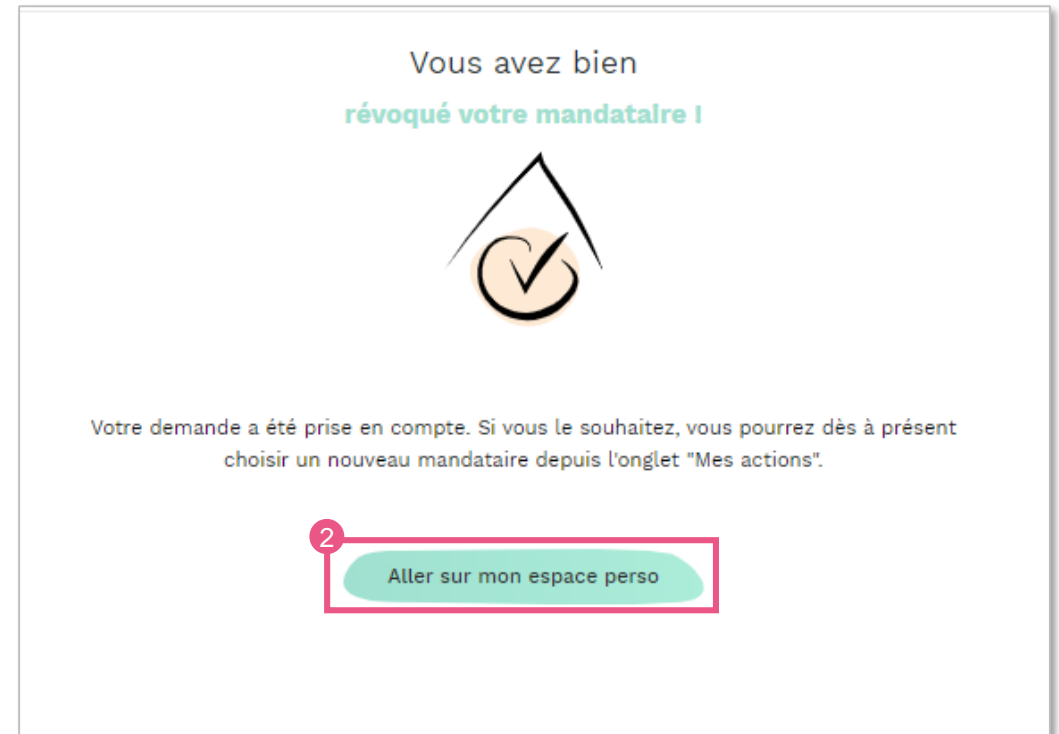 Vous avez bien
révoqué votre mandataire !
Votre demande a été prise en compte. Si vous le souhaitez, vous pourrez dès à présent
choisir un nouveau mandataire depuis l'onglet "Mes actions".
2
Aller sur mon espace perso